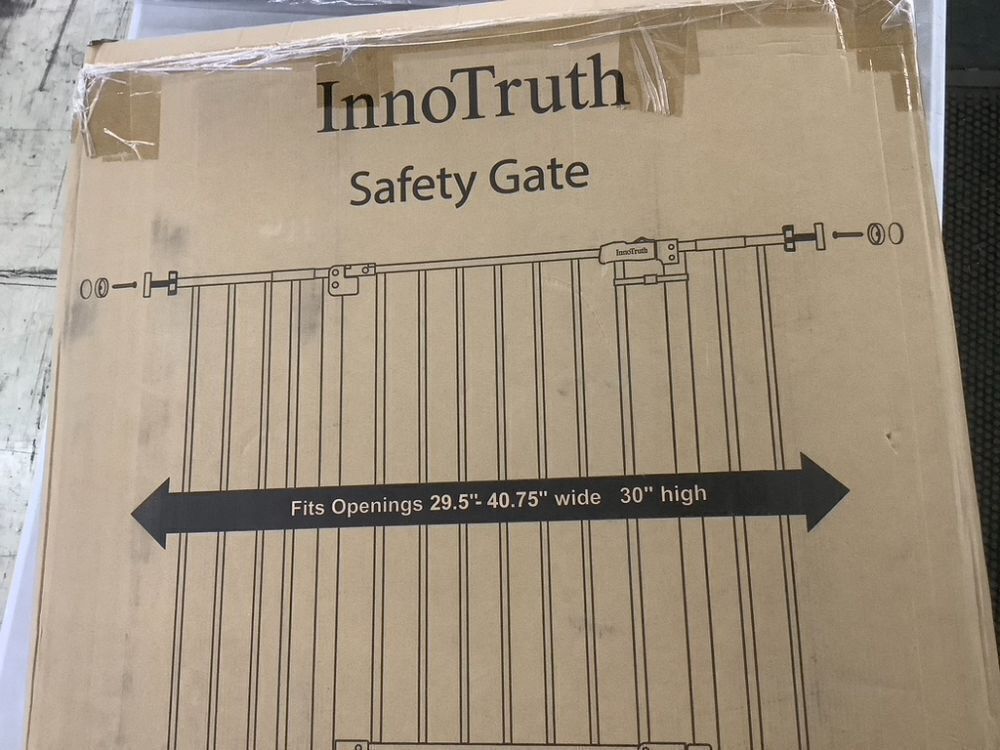 InnoTruth
Safety Gate
InnoTruth
Fits Openings 29.5"- 40.75" wide 30" high